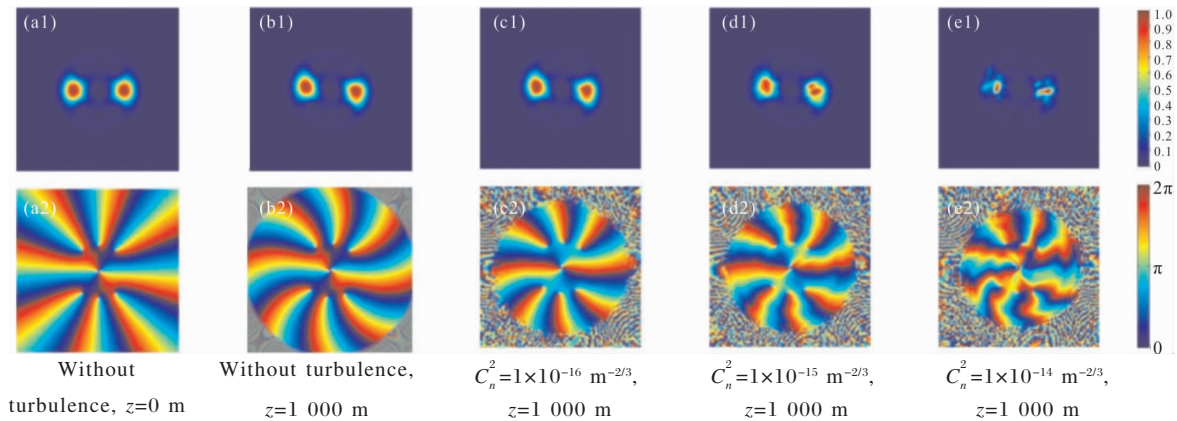 (a1) (b1) (c1) (d1) (e1)
1.0
0.9
0.8
0.7
0.6
0.5
0.4
0.3
0.2
0.1
0
(a2) (b2) (c2) (d2) (e2)
2π
π
0
Without
turbulence, z=0 m
Without turbulence,
z=1 000 m
C_n^2=1×10^{-16} m^{-2/3},
z=1 000 m
C_n^2=1×10^{-15} m^{-2/3},
z=1 000 m
C_n^2=1×10^{-14} m^{-2/3},
z=1 000 m